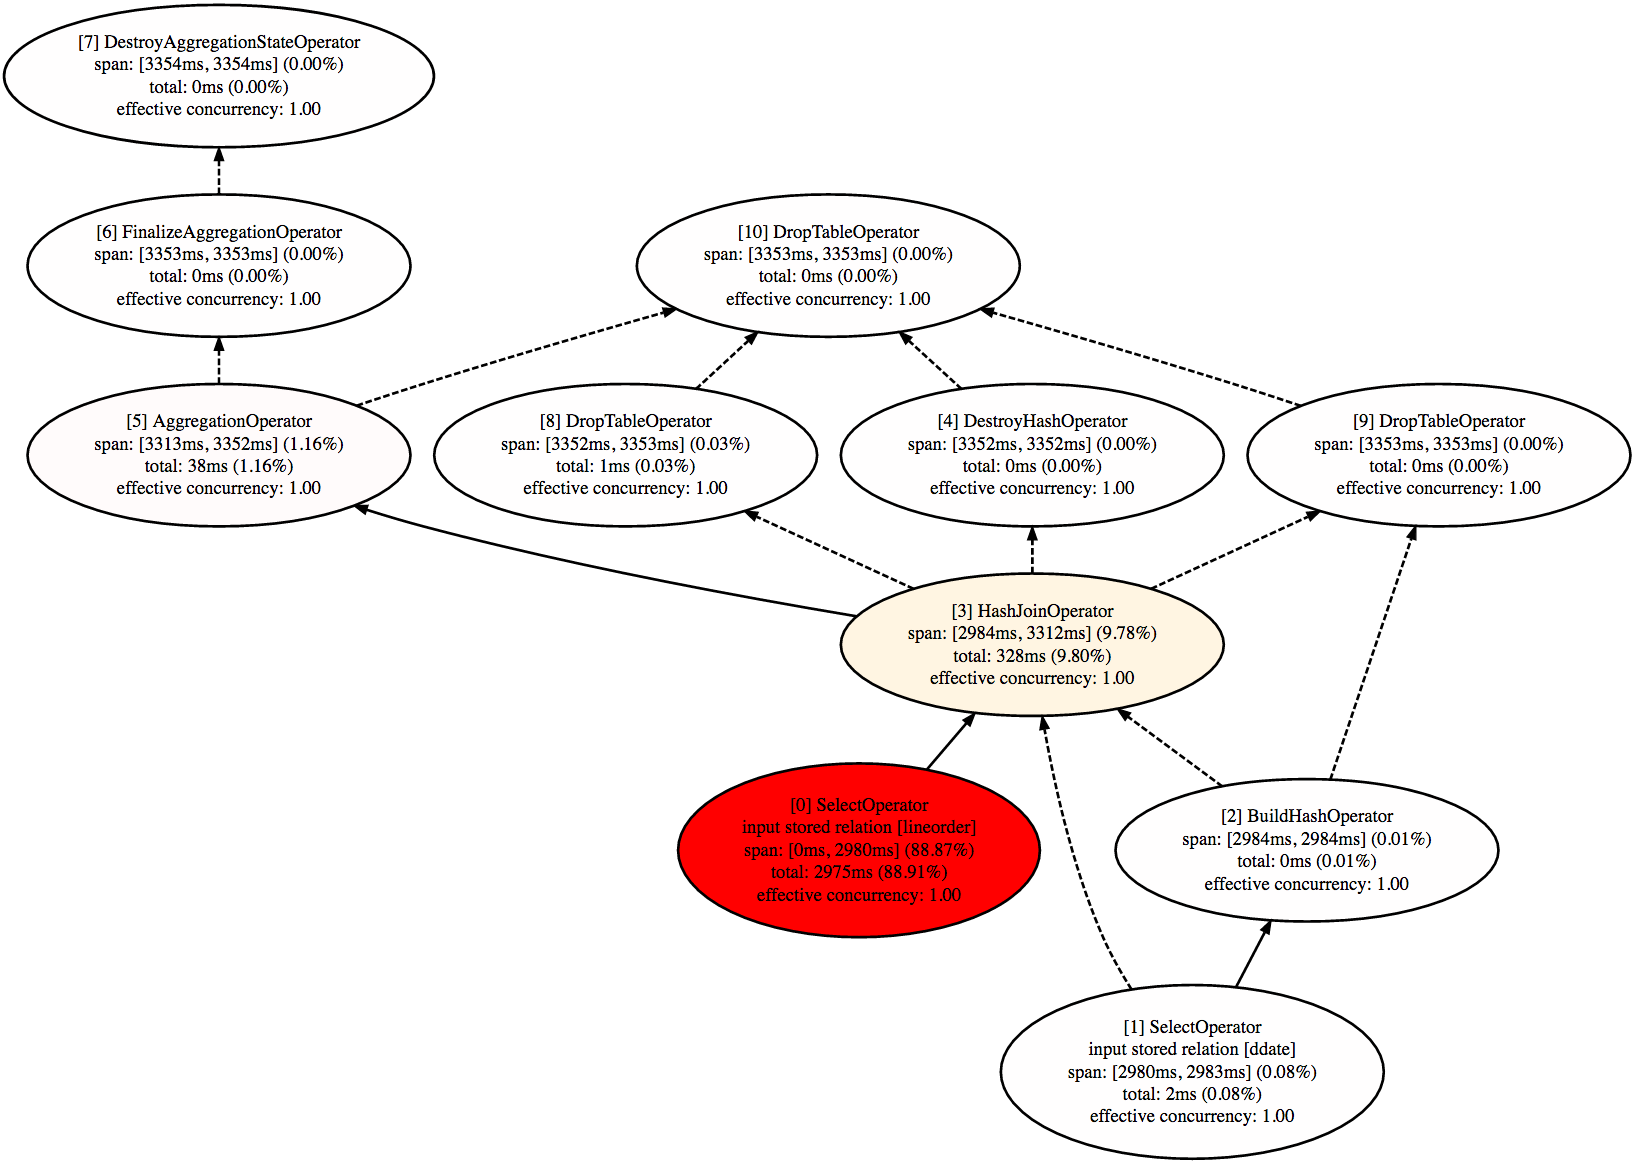 [7] DestroyAggregationStateOperator
span: [3354ms, 3354ms] (0.00%)
total: 0ms (0.00%)
effective concurrency: 1.00
[6] FinalizeAggregationOperator
span: [3353ms, 3353ms] (0.00%)
total: 0ms (0.00%)
effective concurrency: 1.00
[10] DropTableOperator
span: [3353ms, 3353ms] (0.00%)
total: 0ms (0.00%)
effective concurrency: 1.00
[5] AggregationOperator
span: [3313ms, 3352ms] (1.16%)
total: 38ms (1.16%)
effective concurrency: 1.00
[8] DropTableOperator
span: [3352ms, 3353ms] (0.03%)
total: 1ms (0.03%)
effective concurrency: 1.00
[4] DestroyHashOperator
span: [3352ms, 3352ms] (0.00%)
total: 0ms (0.00%)
effective concurrency: 1.00
[9] DropTableOperator
span: [3353ms, 3353ms] (0.00%)
total: 0ms (0.00%)
effective concurrency: 1.00
[3] HashJoinOperator
span: [2984ms, 3312ms] (9.78%)
total: 328ms (9.80%)
effective concurrency: 1.00
[0] SelectOperator
input stored relation [lineorder]
span: [0ms, 2980ms] (88.87%)
total: 2975ms (88.91%)
effective concurrency: 1.00
[2] BuildHashOperator
span: [2984ms, 2984ms] (0.01%)
total: 0ms (0.01%)
effective concurrency: 1.00
[1] SelectOperator
input stored relation [ddate]
span: [2980ms, 2983ms] (0.08%)
total: 2ms (0.08%)
effective concurrency: 1.00